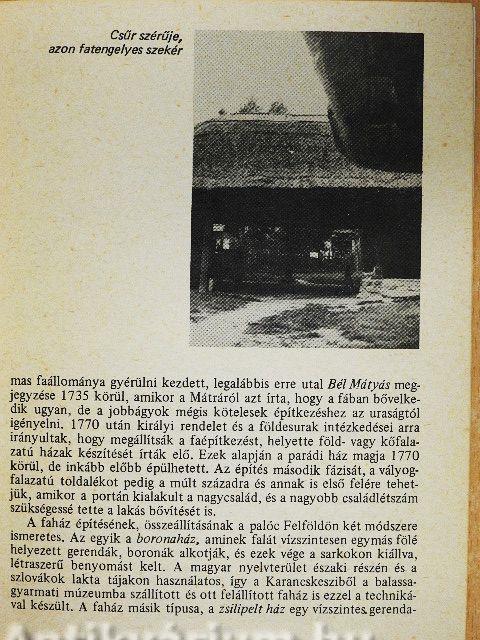 Csűr szérűje,
azon fatengelyes szekér
mas faállománya gyérülni kezdett, legalábbis erre utal Bél Mátyás meg-
jegyzése 1735 körül, amikor a Mátráról azt írta, hogy a fában bővelke-
dik ugyan, de a jobbágyok mégis kötelesek építkezéshez az uraságtól
igényelni. 1770 után királyi rendelet és a földesurak intézkedései arra
irányultak, hogy megállítsák a faépítkezést, helyette föld- vagy kőfala-
zatú házak készítését írták elő. Ezek alapján a parádi ház magja 1770
körül, de inkább előbb épülhetett. Az építés második fázisát, a vályog-
falazatú toldalékot pedig a múlt századra és annak is első felére tehet-
jük, amikor a portán kialakult a nagycsalád, és a nagyobb családlétszám
szükségessé tette a lakás bővítését is.
A faház építésének, összeállításának a palóc Felföldön két módszere
ismeretes. Az egyik a boronaház, aminek falát vízszintesen egymás fölé
helyezett gerendák, boronák alkotják, és ezek vége a sarkokon kiállva,
létraszerű benyomást kelt. A magyar nyelvterület északi részén és a
szlovákok lakta tájakon használatos, így a Karancskesziből a balassa-
gyarmati múzeumba szállított és ott felállított faház is ezzel a techniká-
val készült. A faház másik típusa, a zsilipelt ház egy vízszintes gerenda-
Antikvárium.hu